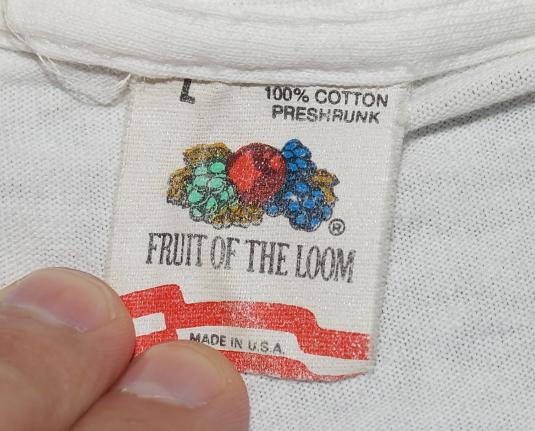 L
100% COTTON
PRESHRUNK
®
FRUIT OF THE LOOM
MADE IN U.S.A.